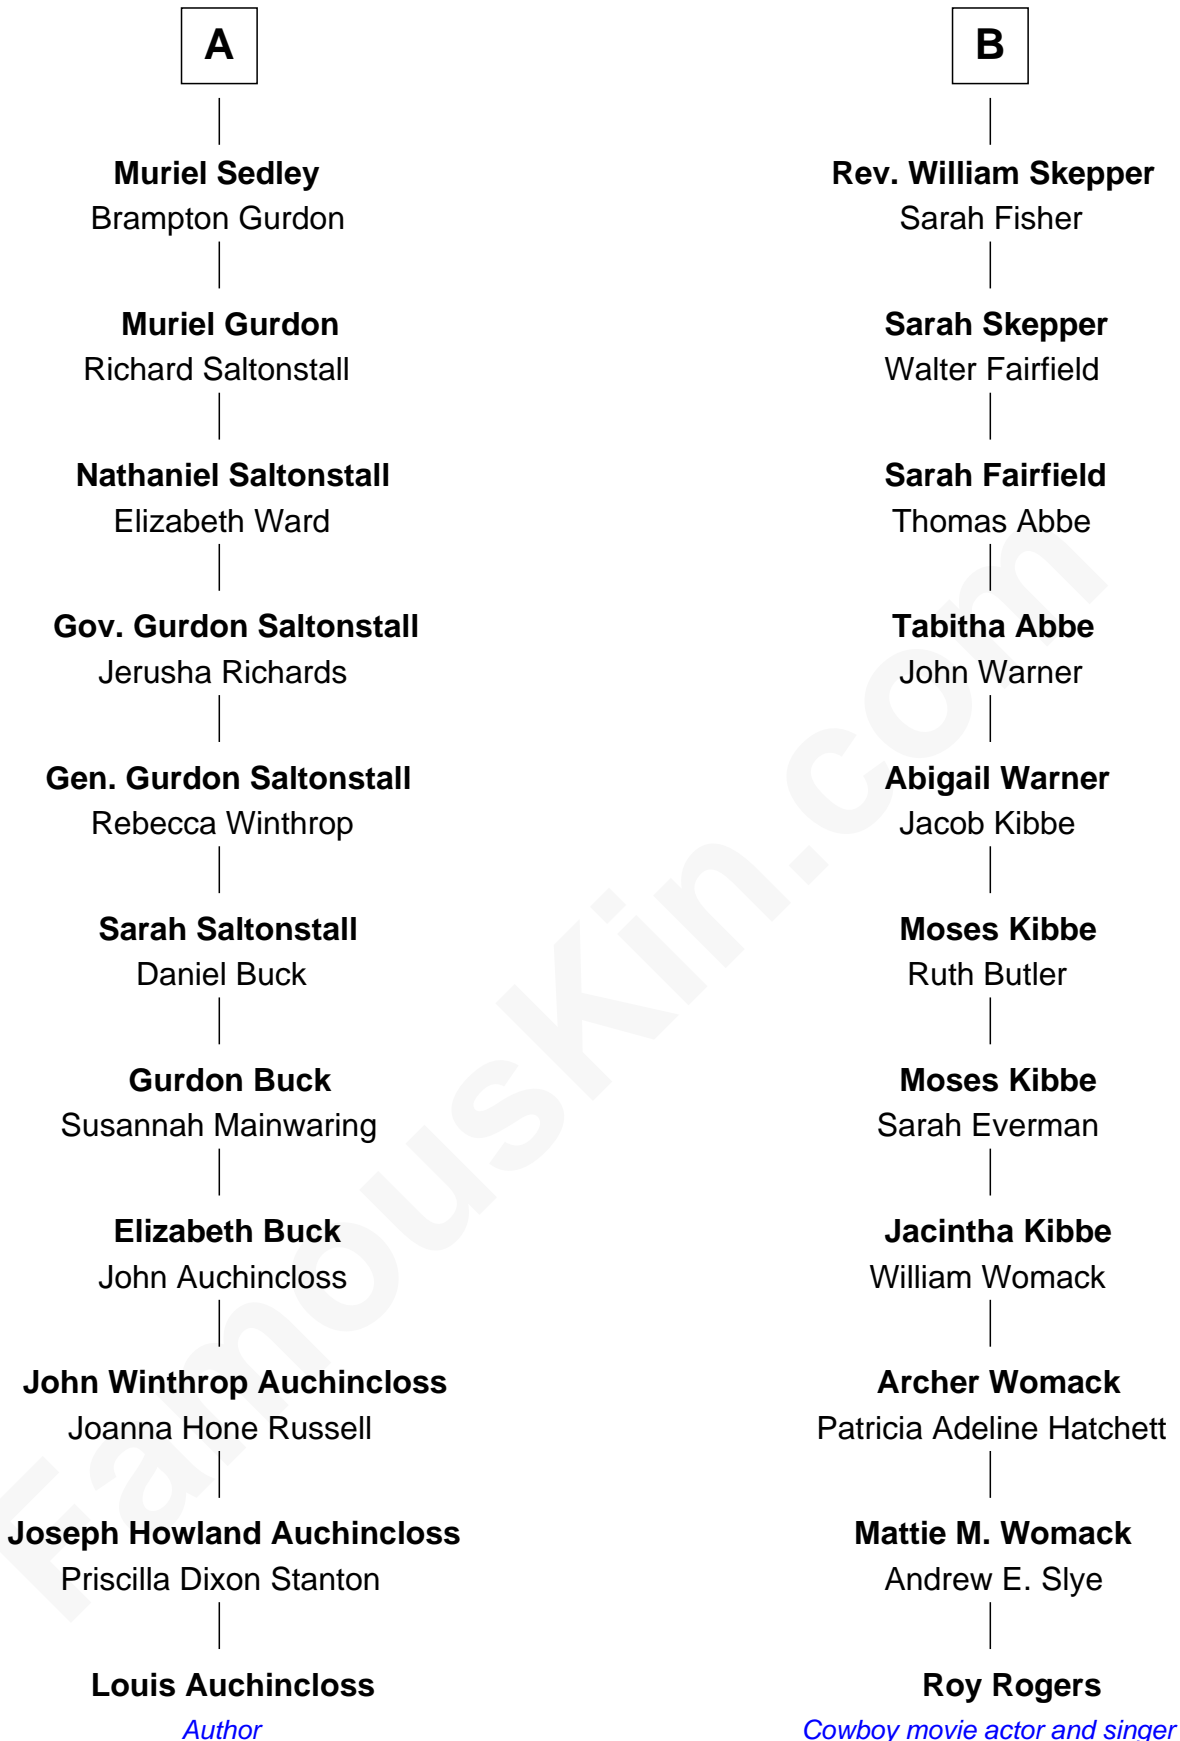 A
Muriel Sedley
Brampton Gurdon
Muriel Gurdon
Richard Saltonstall
Nathaniel Saltonstall
Elizabeth Ward
Gov. Gurdon Saltonstall
Jerusha Richards
Gen. Gurdon Saltonstall
Rebecca Winthrop
Sarah Saltonstall
Daniel Buck
Gurdon Buck
Susannah Mainwaring
Elizabeth Buck
John Auchincloss
John Winthrop Auchincloss
Joanna Hone Russell
Joseph Howland Auchincloss
Priscilla Dixon Stanton
Louis Auchincloss
Author
B
Rev. William Skepper
Sarah Fisher
Sarah Skepper
Walter Fairfield
Sarah Fairfield
Thomas Abbe
Tabitha Abbe
John Warner
Abigail Warner
Jacob Kibbe
Moses Kibbe
Ruth Butler
Moses Kibbe
Sarah Everman
Jacintha Kibbe
William Womack
Archer Womack
Patricia Adeline Hatchett
Mattie M. Womack
Andrew E. Slye
Roy Rogers
Cowboy movie actor and singer
FamousKin.com